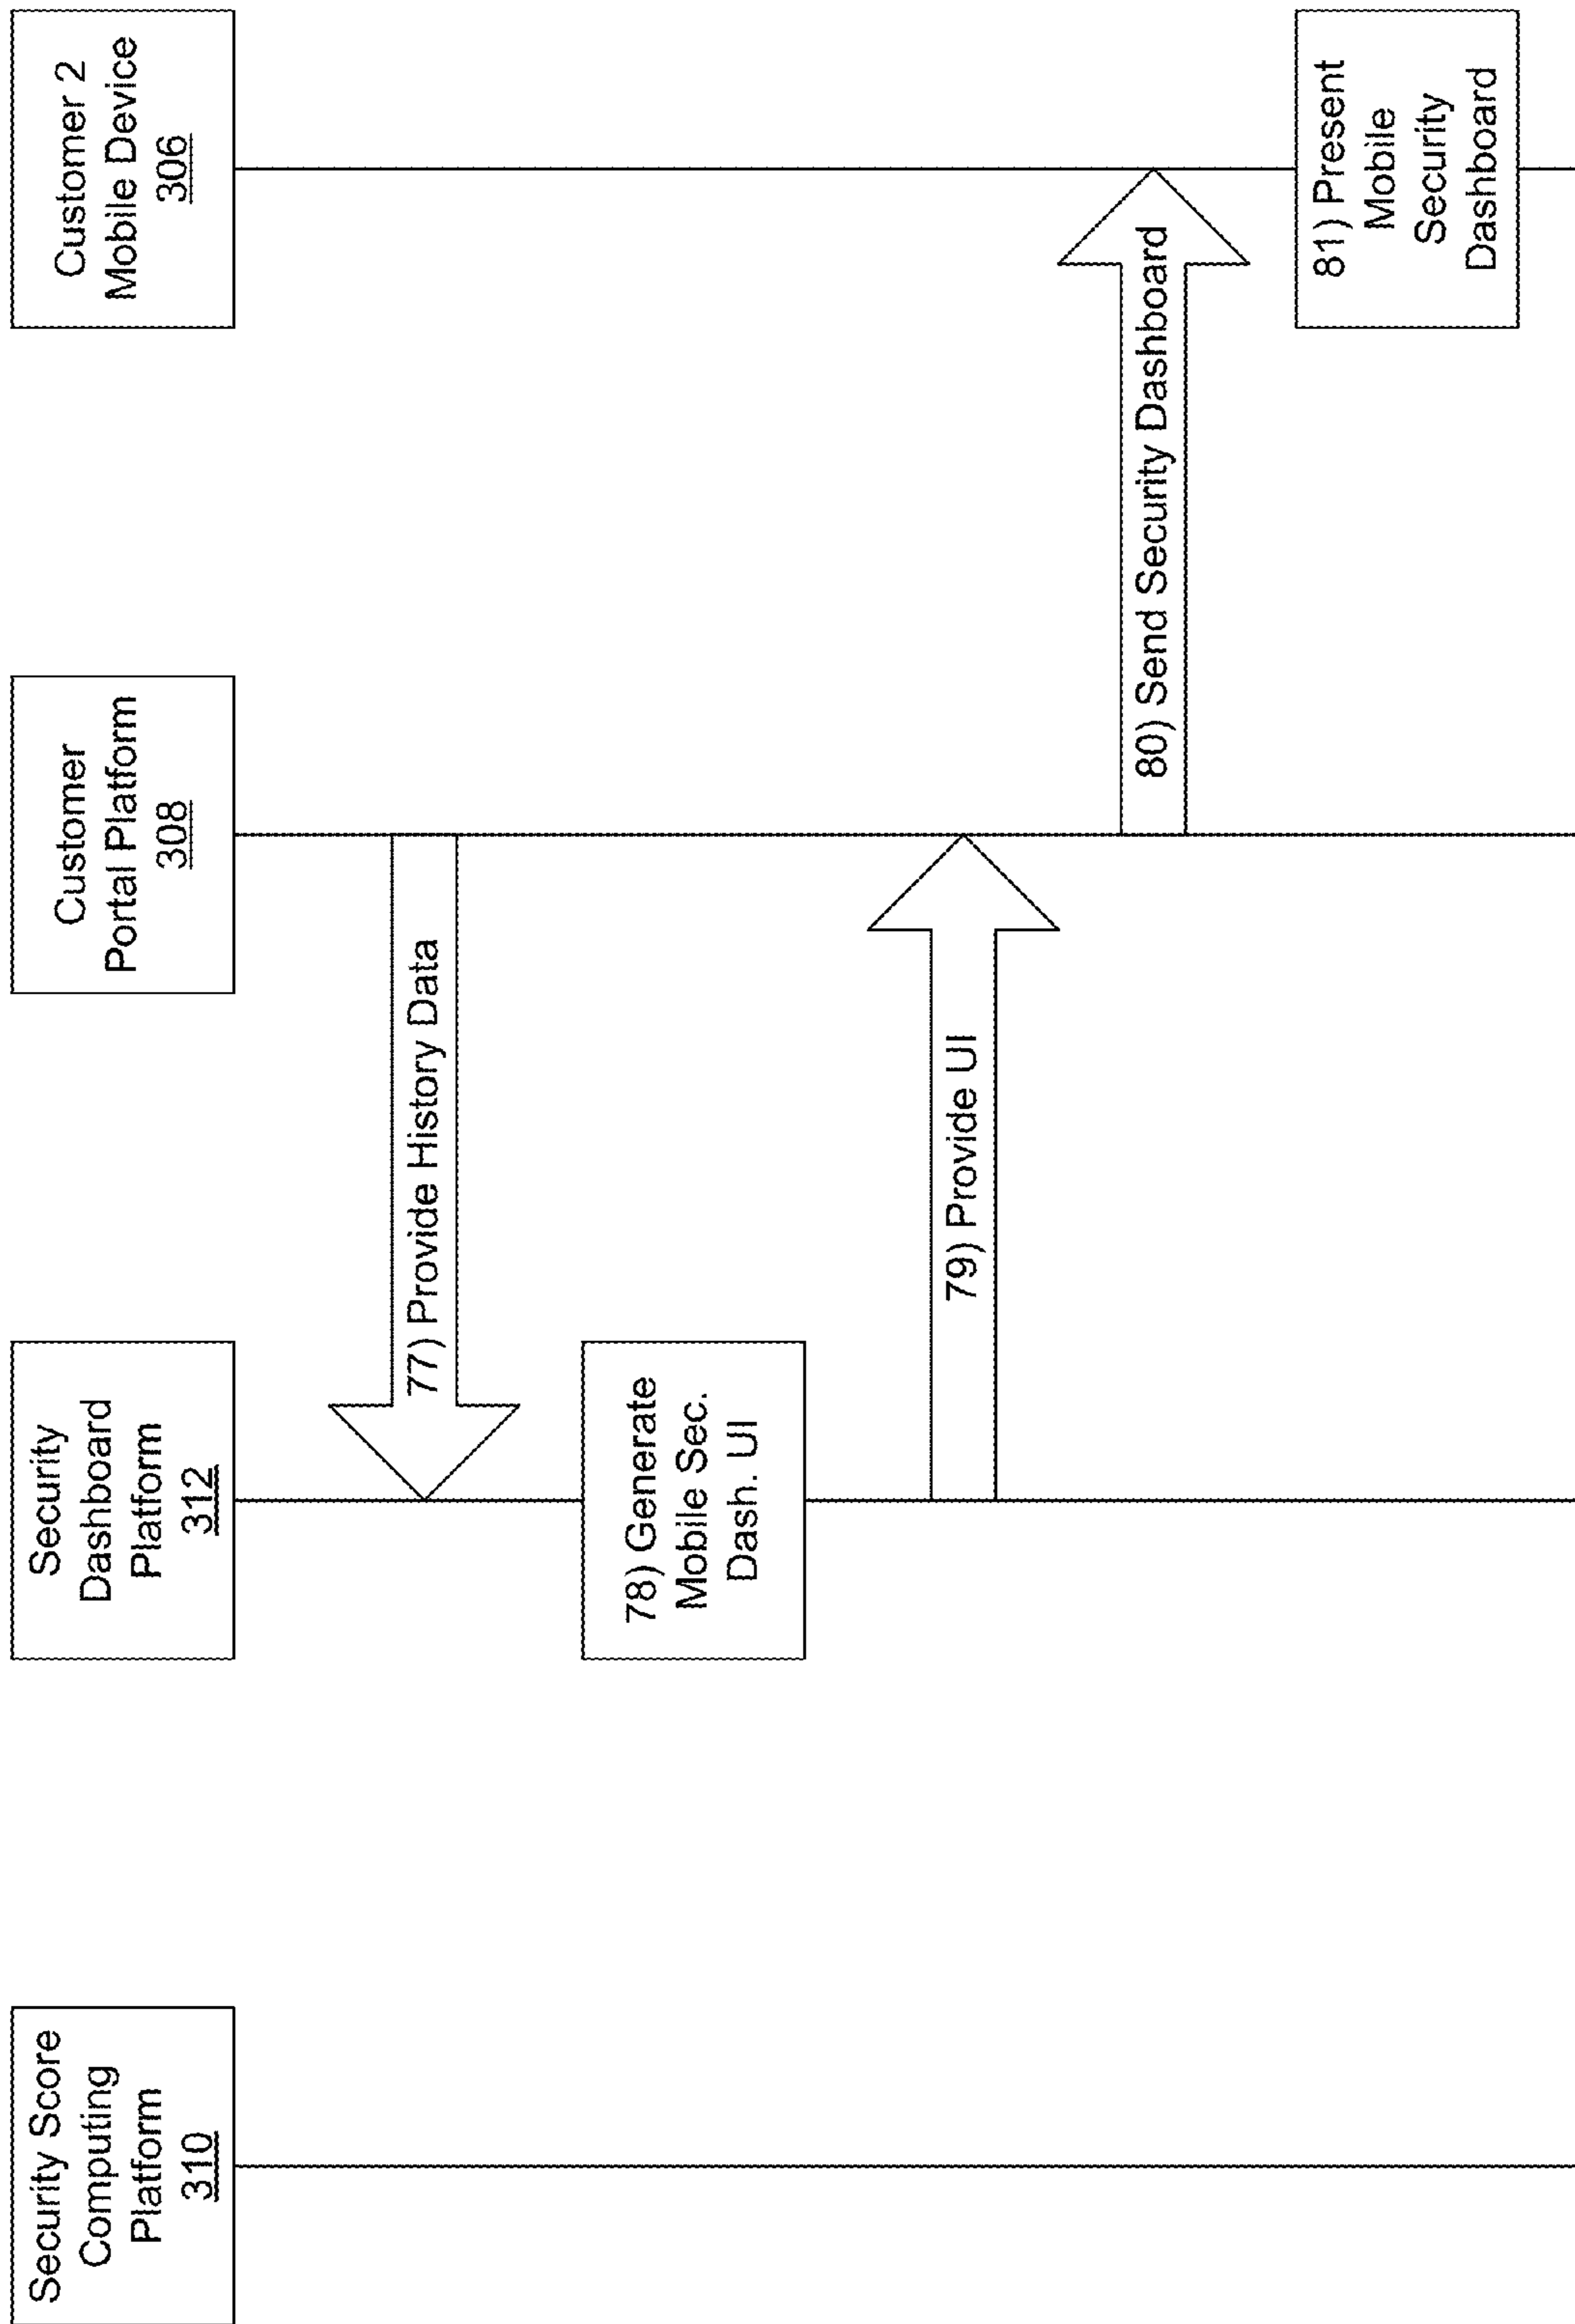 Security Score
Computing
Platform
310
Security
Dashboard
Platform
312
Customer
Portal Platform
308
Customer 2
Mobile Device
306
77) Provide History Data
78) Generate
Mobile Sec.
Dash. UI
79) Provide UI
80) Send Security Dashboard
81) Present
Mobile
Security
Dashboard